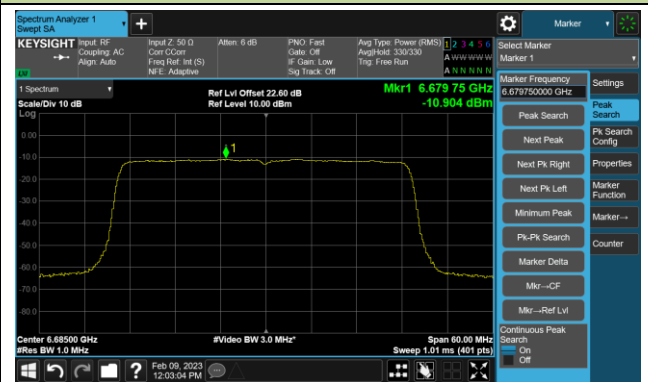 Spectrum Analyzer 1
Swept SA
Marker
KEYSIGHT
Input: RF
Coupling: AC
Align: Auto
Input Z: 50 Ω
Corr CCorr
Freq Ref: Int (S)
NFE: Adaptive
Atten: 6 dB
PNO: Fast
Gate: Off
IF Gain: Low
Sig Track: Off
Avg Type: Power (RMS)
Avg|Hold: 330/330
Trig: Free Run
1 2 3 4 5 6
A W W W W W
A N N N N N
Select Marker
Marker 1
LV
1 Spectrum
Scale/Div 10 dB
Log
Ref Lvl Offset 22.60 dB
Ref Level 10.00 dBm
Mkr1 6.679 75 GHz
-10.904 dBm
0.00
-10.0
-20.0
-30.0
-40.0
-50.0
-60.0
-70.0
-80.0
1
Center 6.68500 GHz
#Res BW 1.0 MHz
#Video BW 3.0 MHz*
Span 60.00 MHz
Sweep 1.01 ms (401 pts)
Marker Frequency
6.679750000 GHz
Peak Search
Next Peak
Next Pk Right
Next Pk Left
Minimum Peak
Pk-Pk Search
Marker Delta
Mkr→CF
Mkr→Ref Lvl
Continuous Peak
Search
On
Off
Settings
Peak
Search
Pk Search
Config
Properties
Marker
Function
Marker→
Counter
?
Feb 09, 2023
12:03:04 PM